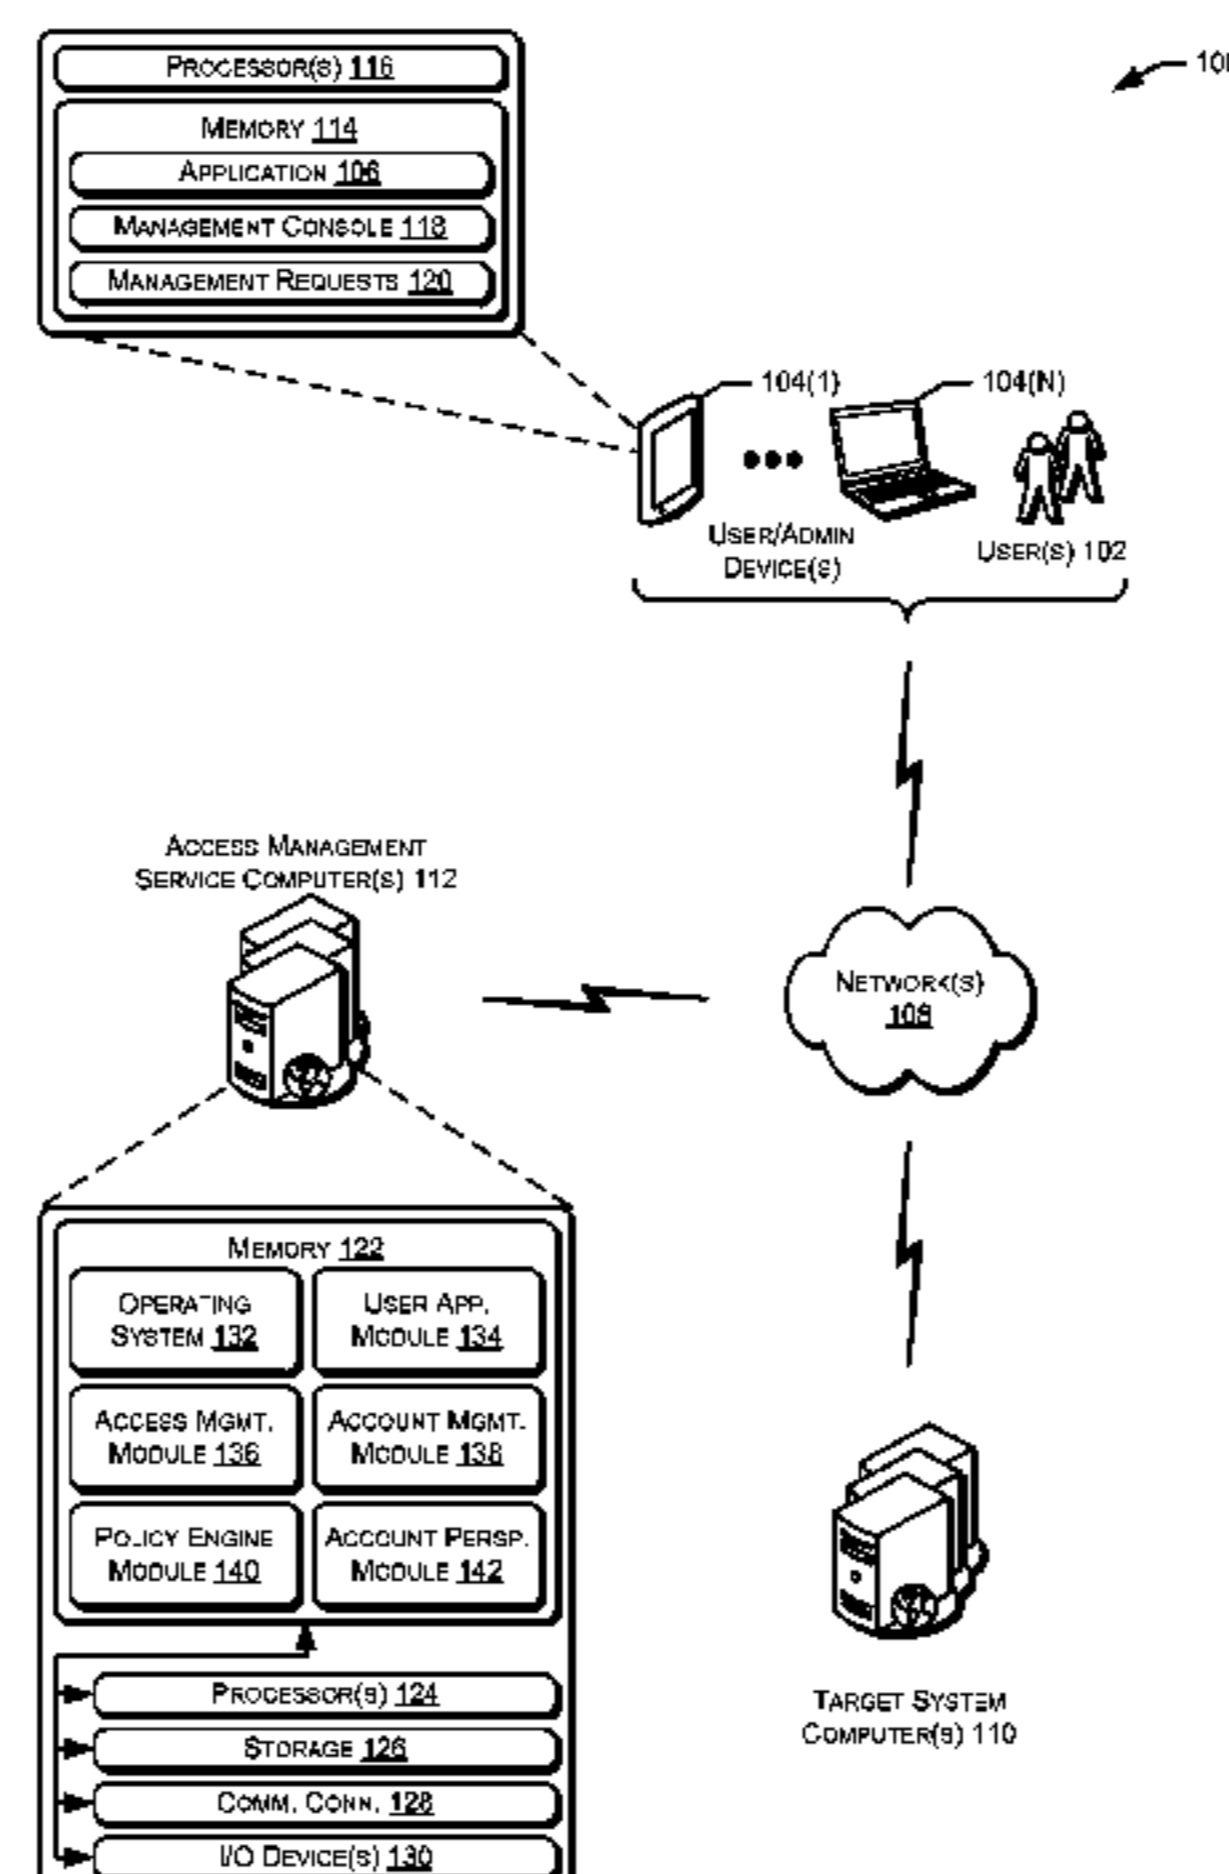 PROCESSOR(S) 116
MEMORY 114
APPLICATION 106
MANAGEMENT CONSOLE 118
MANAGEMENT REQUESTS 120
104(1)
104(N)
USER/ADMIN
DEVICE(S)
USER(S) 102
ACCESS MANAGEMENT
SERVICE COMPUTER(S) 112
NETWORK(S)
108
MEMORY 122
OPERATING
SYSTEM 132
USER APP.
MODULE 134
ACCESS MGMT.
MODULE 136
ACCOUNT MGMT.
MODULE 138
POLICY ENGINE
MODULE 140
ACCOUNT PERSP.
MODULE 142
PROCESSOR(S) 124
STORAGE 126
COMM. CONN. 128
I/O DEVICE(S) 130
TARGET SYSTEM
COMPUTER(S) 110